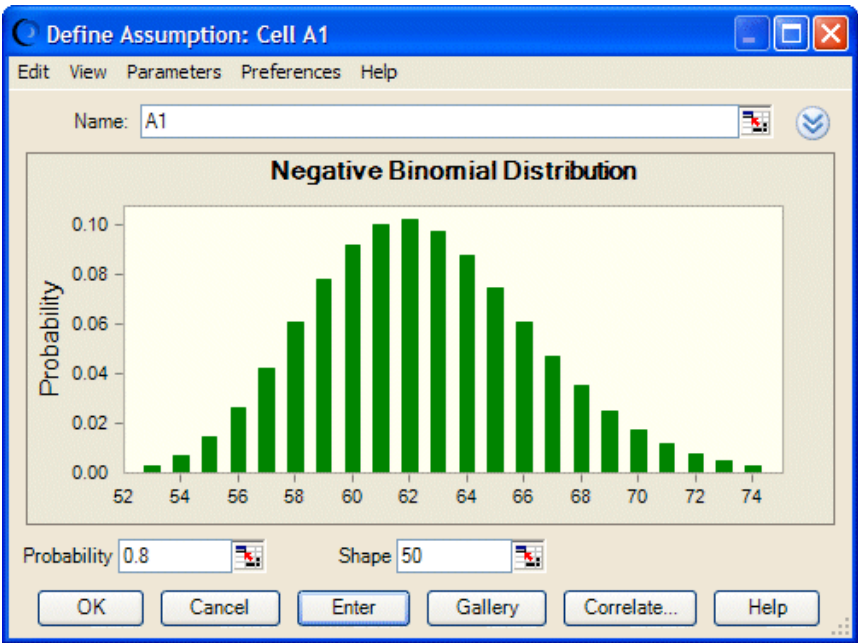 Define Assumption: Cell A1
Edit View Parameters Preferences Help
Name: A1
Negative Binomial Distribution
Probability
0.10
0.08
0.06
0.04
0.02
0.00
52 54 56 58 60 62 64 66 68 70 72 74
Probability 0.8 Shape 50
OK Cancel Enter Gallery Correlate... Help